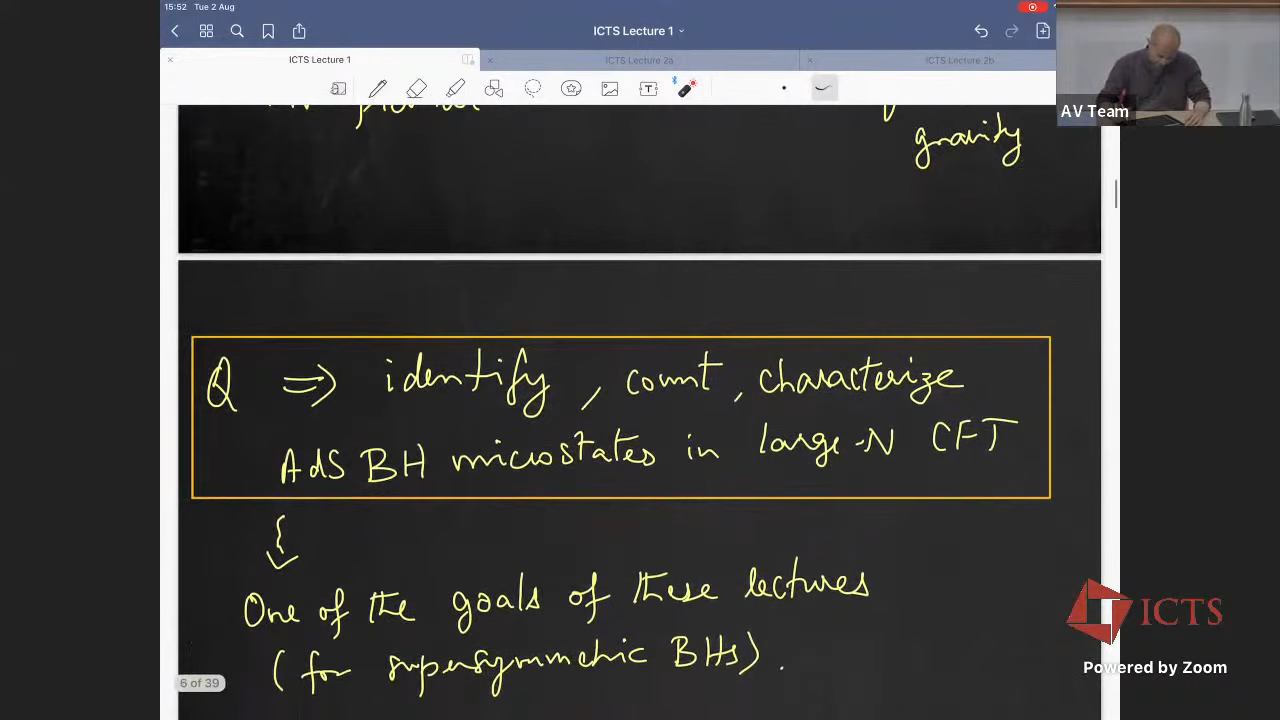 15:52 Tue 2 Aug
ICTS Lecture 1
ICTS Lecture 1
ICTS Lecture 2a
ICTS Lecture 2b
AV Team
gravity
Q ⇒ identify, count, characterize
AdS BH microstates in large-N CFT
One of the goals of these lectures
(for supersymmetric BHs).
6 of 39
ICTS
Powered by Zoom